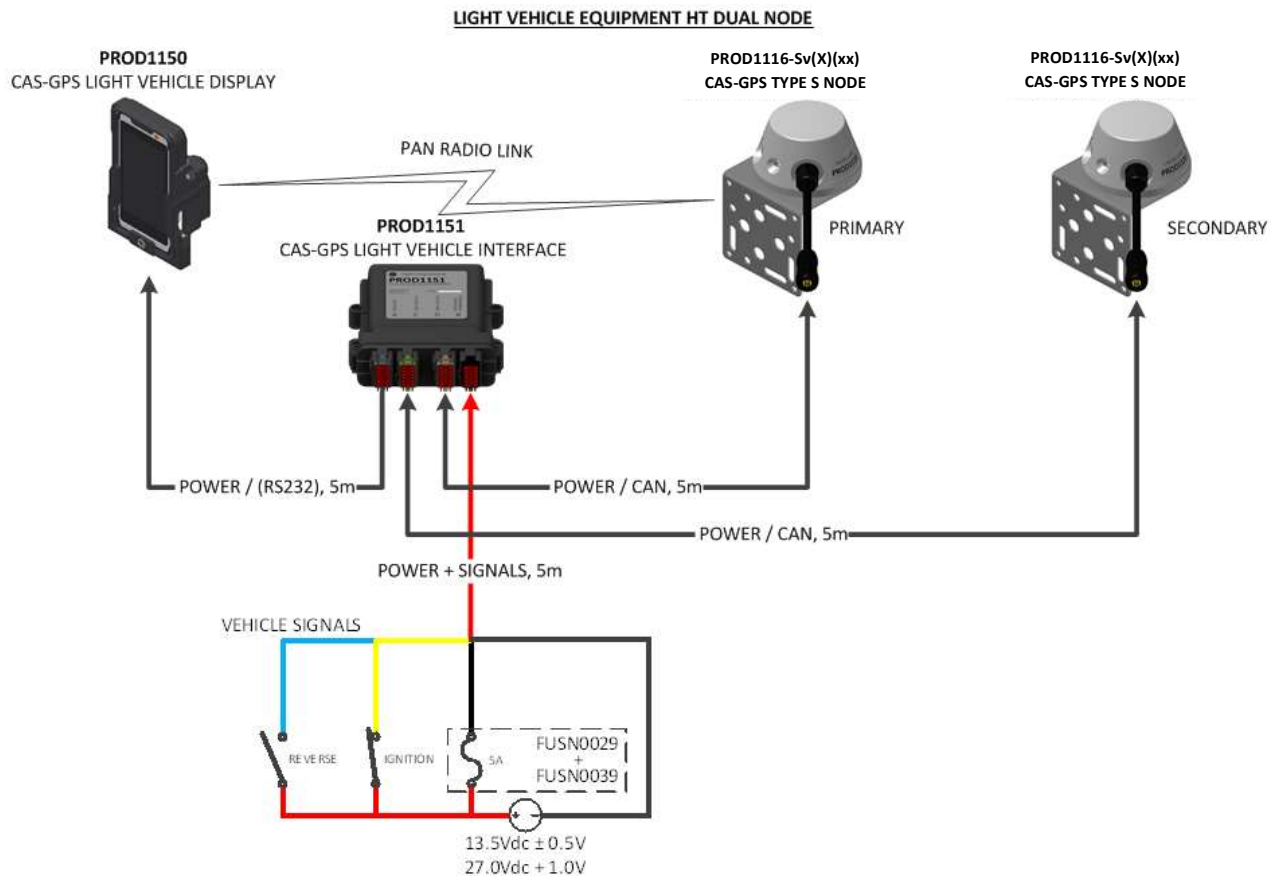 LIGHT VEHICLE EQUIPMENT HT DUAL NODE
PROD1150
CAS-GPS LIGHT VEHICLE DISPLAY
PROD1116-Sv(X)(xx)
CAS-GPS TYPE S NODE
PROD1116-Sv(X)(xx)
CAS-GPS TYPE S NODE
PAN RADIO LINK
PROD1151
CAS-GPS LIGHT VEHICLE INTERFACE
PRIMARY
SECONDARY
PROD1151
POWER / (RS232), 5m
POWER / CAN, 5m
POWER / CAN, 5m
POWER + SIGNALS, 5m
VEHICLE SIGNALS
REVERSE
IGNITION
5A
FUSN0029
+
FUSN0039
13.5Vdc ± 0.5V
27.0Vdc + 1.0V